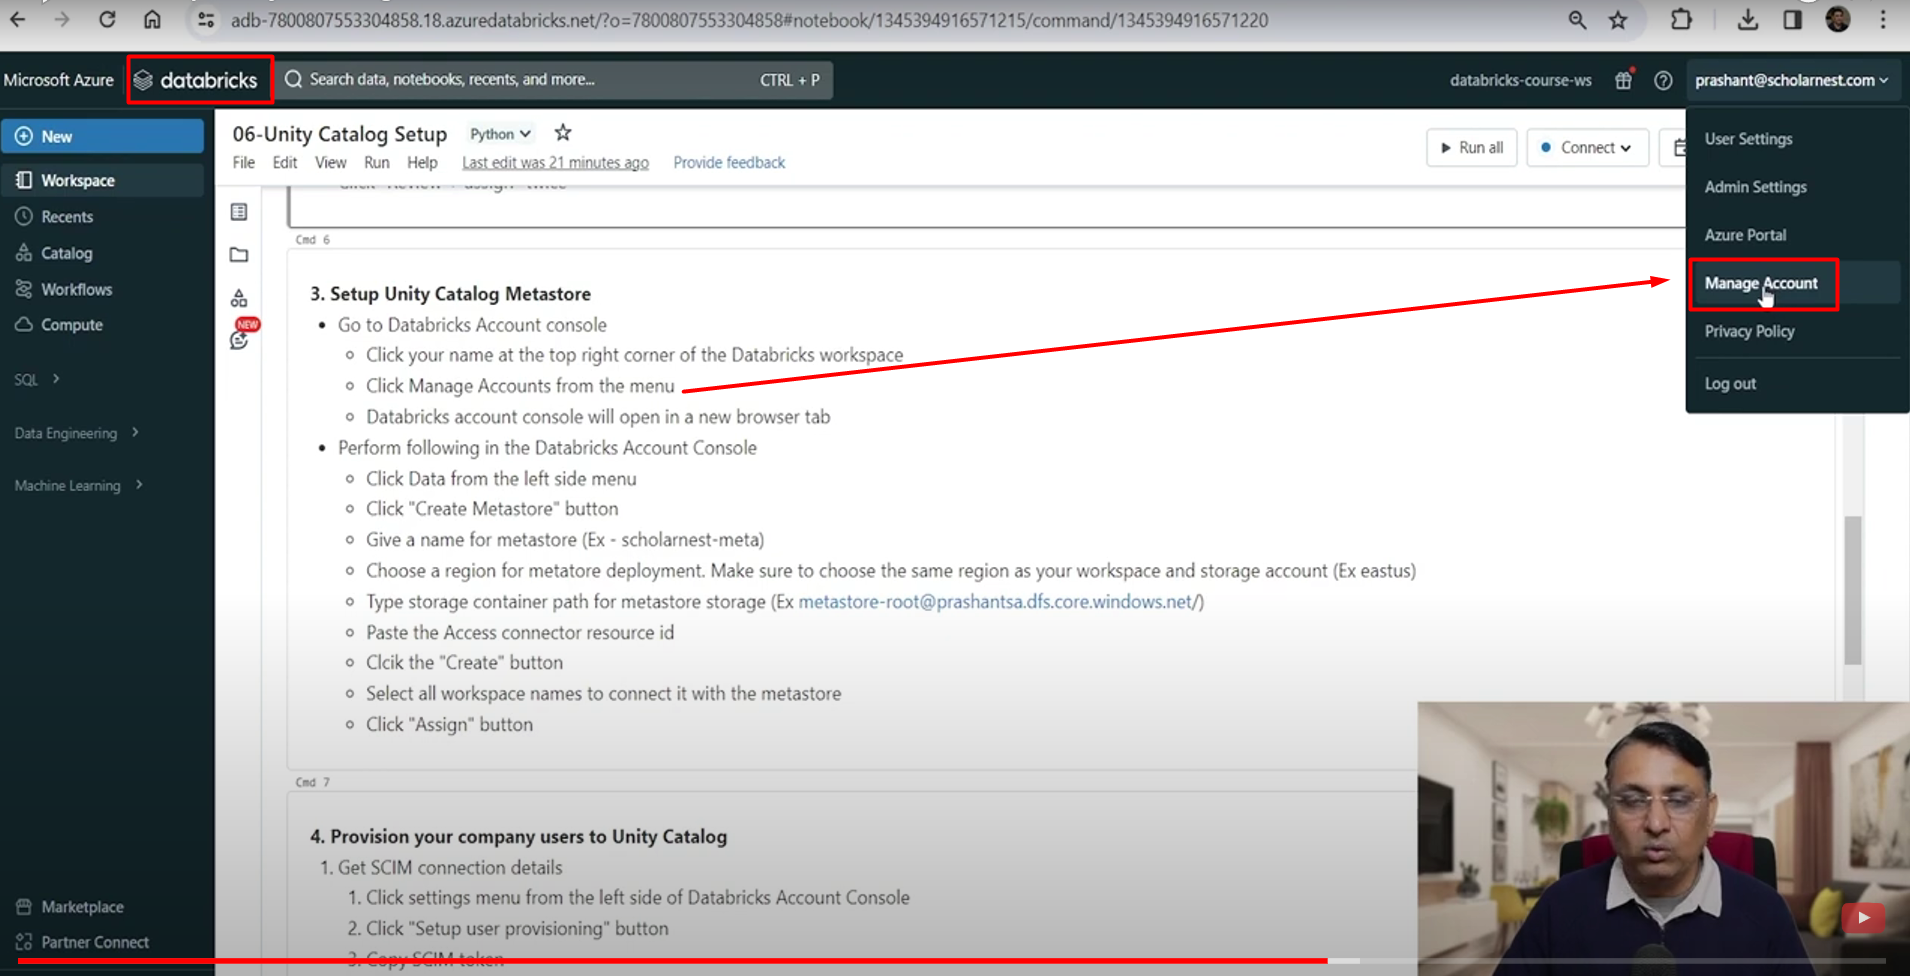 adb-7800807553304858.18.azuredatabricks.net/?o=7800807553304858#notebook/1345394916571215/command/1345394916571220
Microsoft Azure
databricks
Search data, notebooks, recents, and more...
CTRL + P
databricks-course-ws
prashant@scholarnest.com
New
Workspace
Recents
Catalog
Workflows
Compute
SQL
Data Engineering
Machine Learning
Marketplace
Partner Connect
06-Unity Catalog Setup
Python
File Edit View Run Help Last edit was 21 minutes ago Provide feedback
Run all
Connect
User Settings
Admin Settings
Azure Portal
Manage Account
Privacy Policy
Log out
NEW
Click "Review + assign" twice
Cmd 6
3. Setup Unity Catalog Metastore
• Go to Databricks Account console
Click your name at the top right corner of the Databricks workspace
Click Manage Accounts from the menu
Databricks account console will open in a new browser tab
• Perform following in the Databricks Account Console
Click Data from the left side menu
Click "Create Metastore" button
Give a name for metastore (Ex - scholarnest-meta)
Choose a region for metatore deployment. Make sure to choose the same region as your workspace and storage account (Ex eastus)
Type storage container path for metastore storage (Ex metastore-root@prashantsa.dfs.core.windows.net/)
Paste the Access connector resource id
Clcik the "Create" button
Select all workspace names to connect it with the metastore
Click "Assign" button
Cmd 7
4. Provision your company users to Unity Catalog
1. Get SCIM connection details
1. Click settings menu from the left side of Databricks Account Console
2. Click "Setup user provisioning" button
3. Copy SCIM token